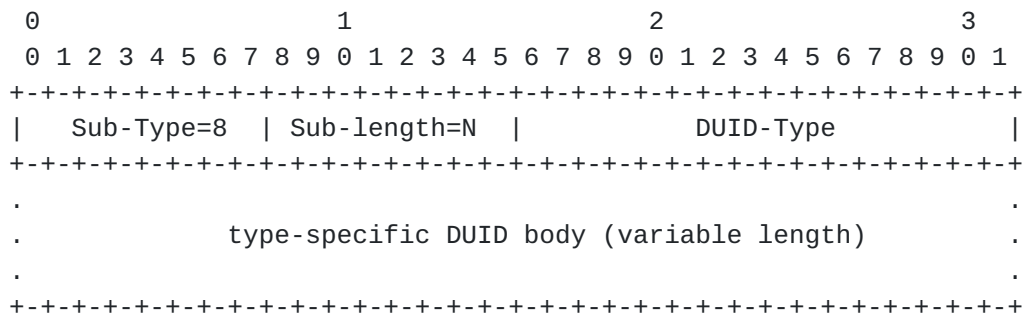 0                   1                   2                   3
 0 1 2 3 4 5 6 7 8 9 0 1 2 3 4 5 6 7 8 9 0 1 2 3 4 5 6 7 8 9 0 1
+-+-+-+-+-+-+-+-+-+-+-+-+-+-+-+-+-+-+-+-+-+-+-+-+-+-+-+-+-+-+-+-+
|   Sub-Type=8  | Sub-length=N  |           DUID-Type           |
+-+-+-+-+-+-+-+-+-+-+-+-+-+-+-+-+-+-+-+-+-+-+-+-+-+-+-+-+-+-+-+-+
.                                                               .
.             type-specific DUID body (variable length)         .
.                                                               .
+-+-+-+-+-+-+-+-+-+-+-+-+-+-+-+-+-+-+-+-+-+-+-+-+-+-+-+-+-+-+-+-+